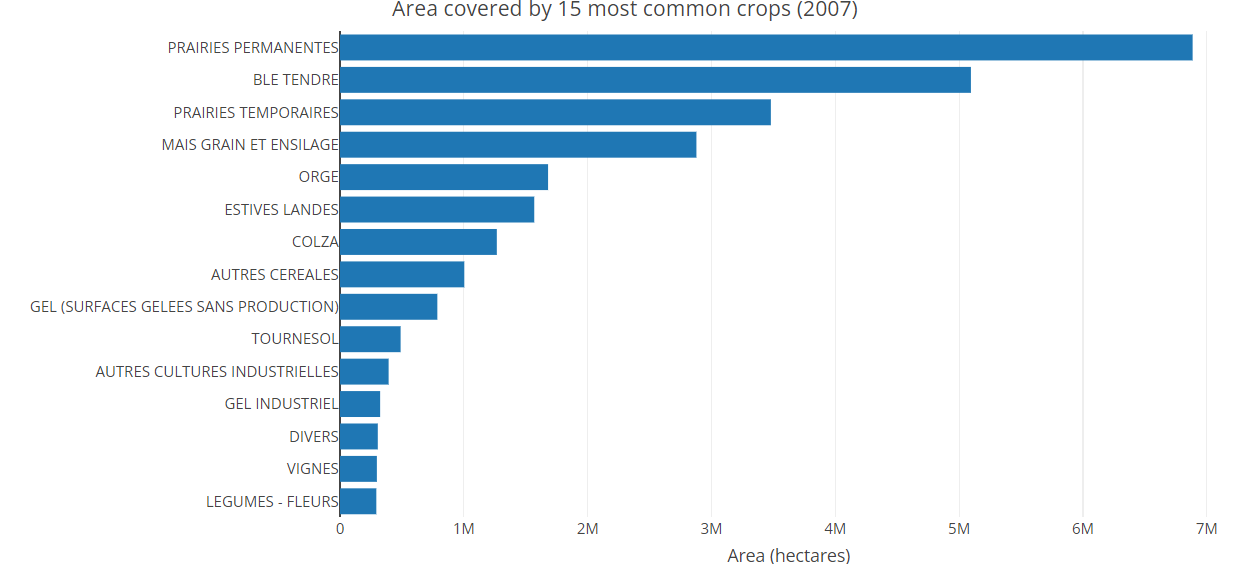 Area covered by 15 most common crops (2007)
PRAIRIES PERMANENTES
BLE TENDRE
PRAIRIES TEMPORAIRES
MAIS GRAIN ET ENSILAGE
ORGE
ESTIVES LANDES
COLZA
AUTRES CEREALES
GEL (SURFACES GELEES SANS PRODUCTION)
TOURNESOL
AUTRES CULTURES INDUSTRIELLES
GEL INDUSTRIEL
DIVERS
VIGNES
LEGUMES - FLEURS
0 1M 2M 3M 4M 5M 6M 7M
Area (hectares)